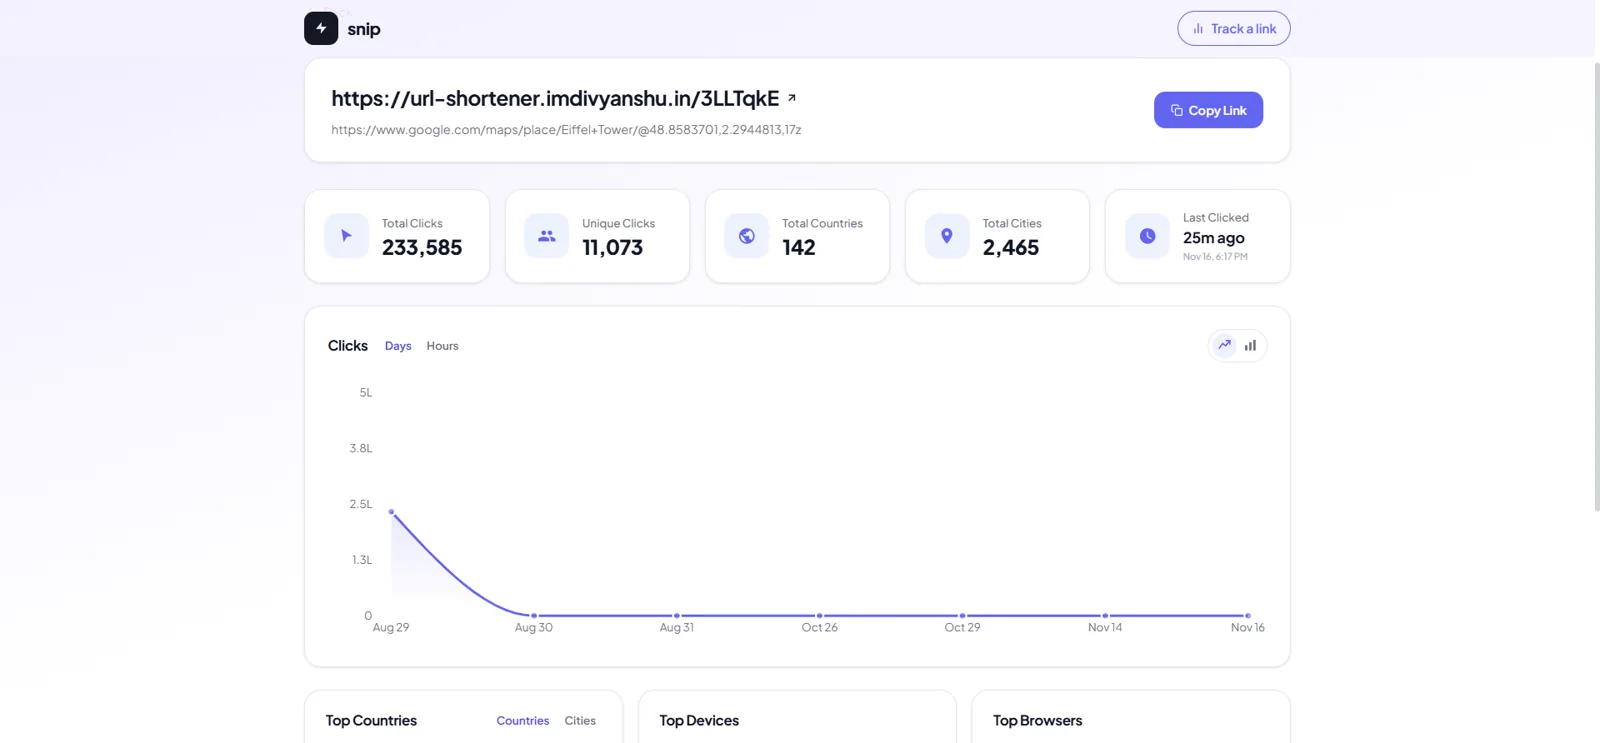 snip
Track a link
https://url-shortener.imdivyanshu.in/3LLTqkE
https://www.google.com/maps/place/Eiffel+Tower/@48.8583701,2.2944813,17z
Copy Link
Total Clicks
233,585
Unique Clicks
11,073
Total Countries
142
Total Cities
2,465
Last Clicked
25m ago
Nov 16, 6:17 PM
Clicks Days Hours
5L
3.8L
2.5L
1.3L
0
Aug 29 Aug 30 Aug 31 Oct 26 Oct 29 Nov 14 Nov 16
Top Countries Countries Cities
Top Devices
Top Browsers